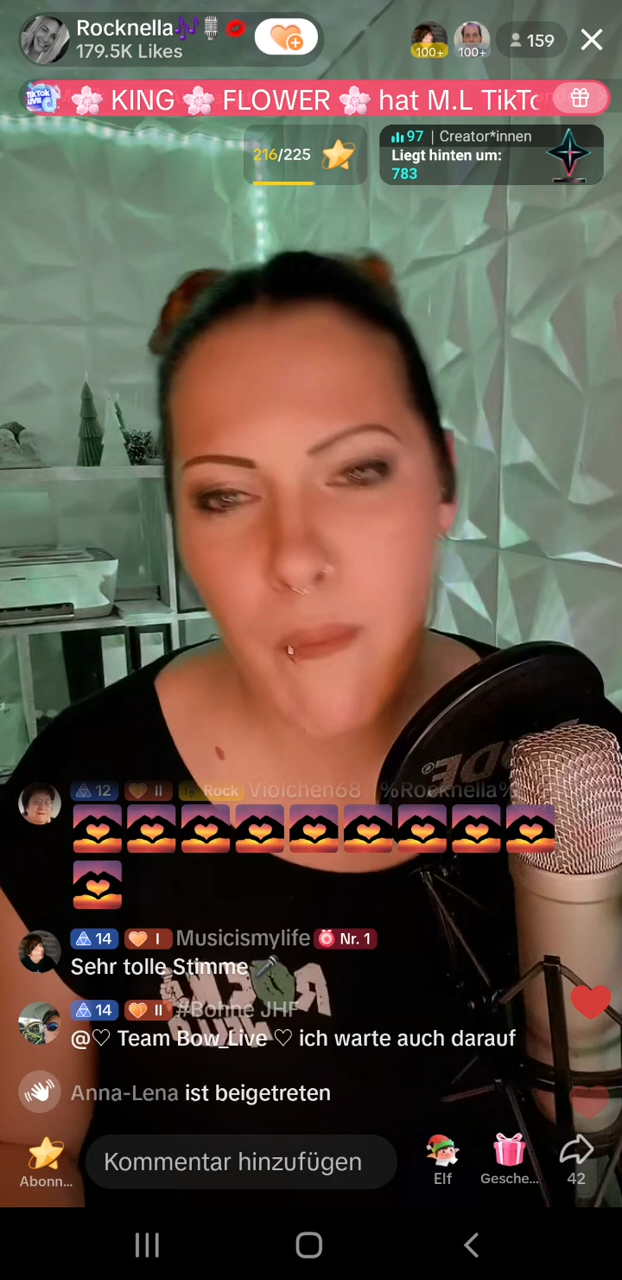 Rocknella🎶🎙️💋
179.5K Likes
100+
100+
159
🌸 KING 🌸 FLOWER 🌸 hat M.L TikTo
216/225
97 | Creator*innen
Liegt hinten um:
783
12 II Rock Violchen68 %Rocknella%
14 I Musicismylife Nr. 1
Sehr tolle Stimme 🎤
14 II #Bohne JHF
@♡ Team Bow_Live ♡ ich warte auch darauf
Anna-Lena ist beigetreten
Abonn...
Kommentar hinzufügen
Elf
Gesche...
42